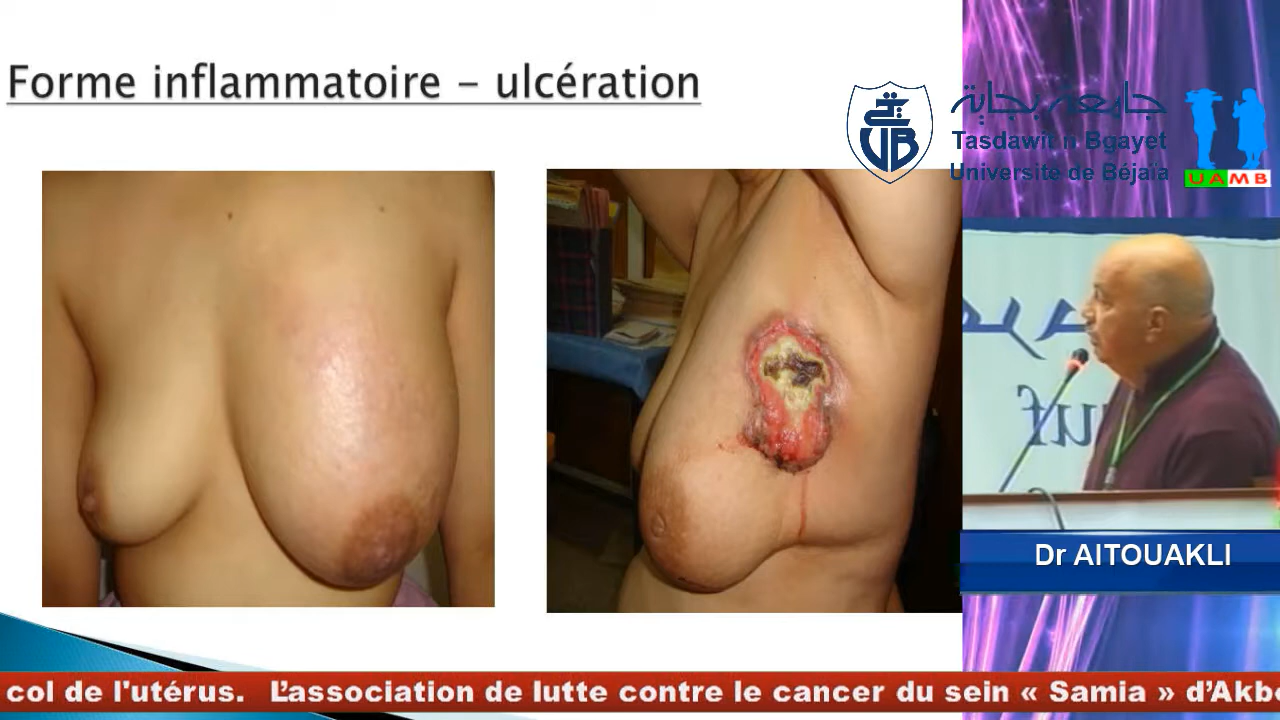 Forme inflammatoire – ulcération
UB
جامعة بجاية
Tasdawit n Bgayet
Université de Béjaïa
UAMB
Dr AITOUAKLI
col de l'utérus. L'association de lutte contre le cancer du sein « Samia » d'Akbo